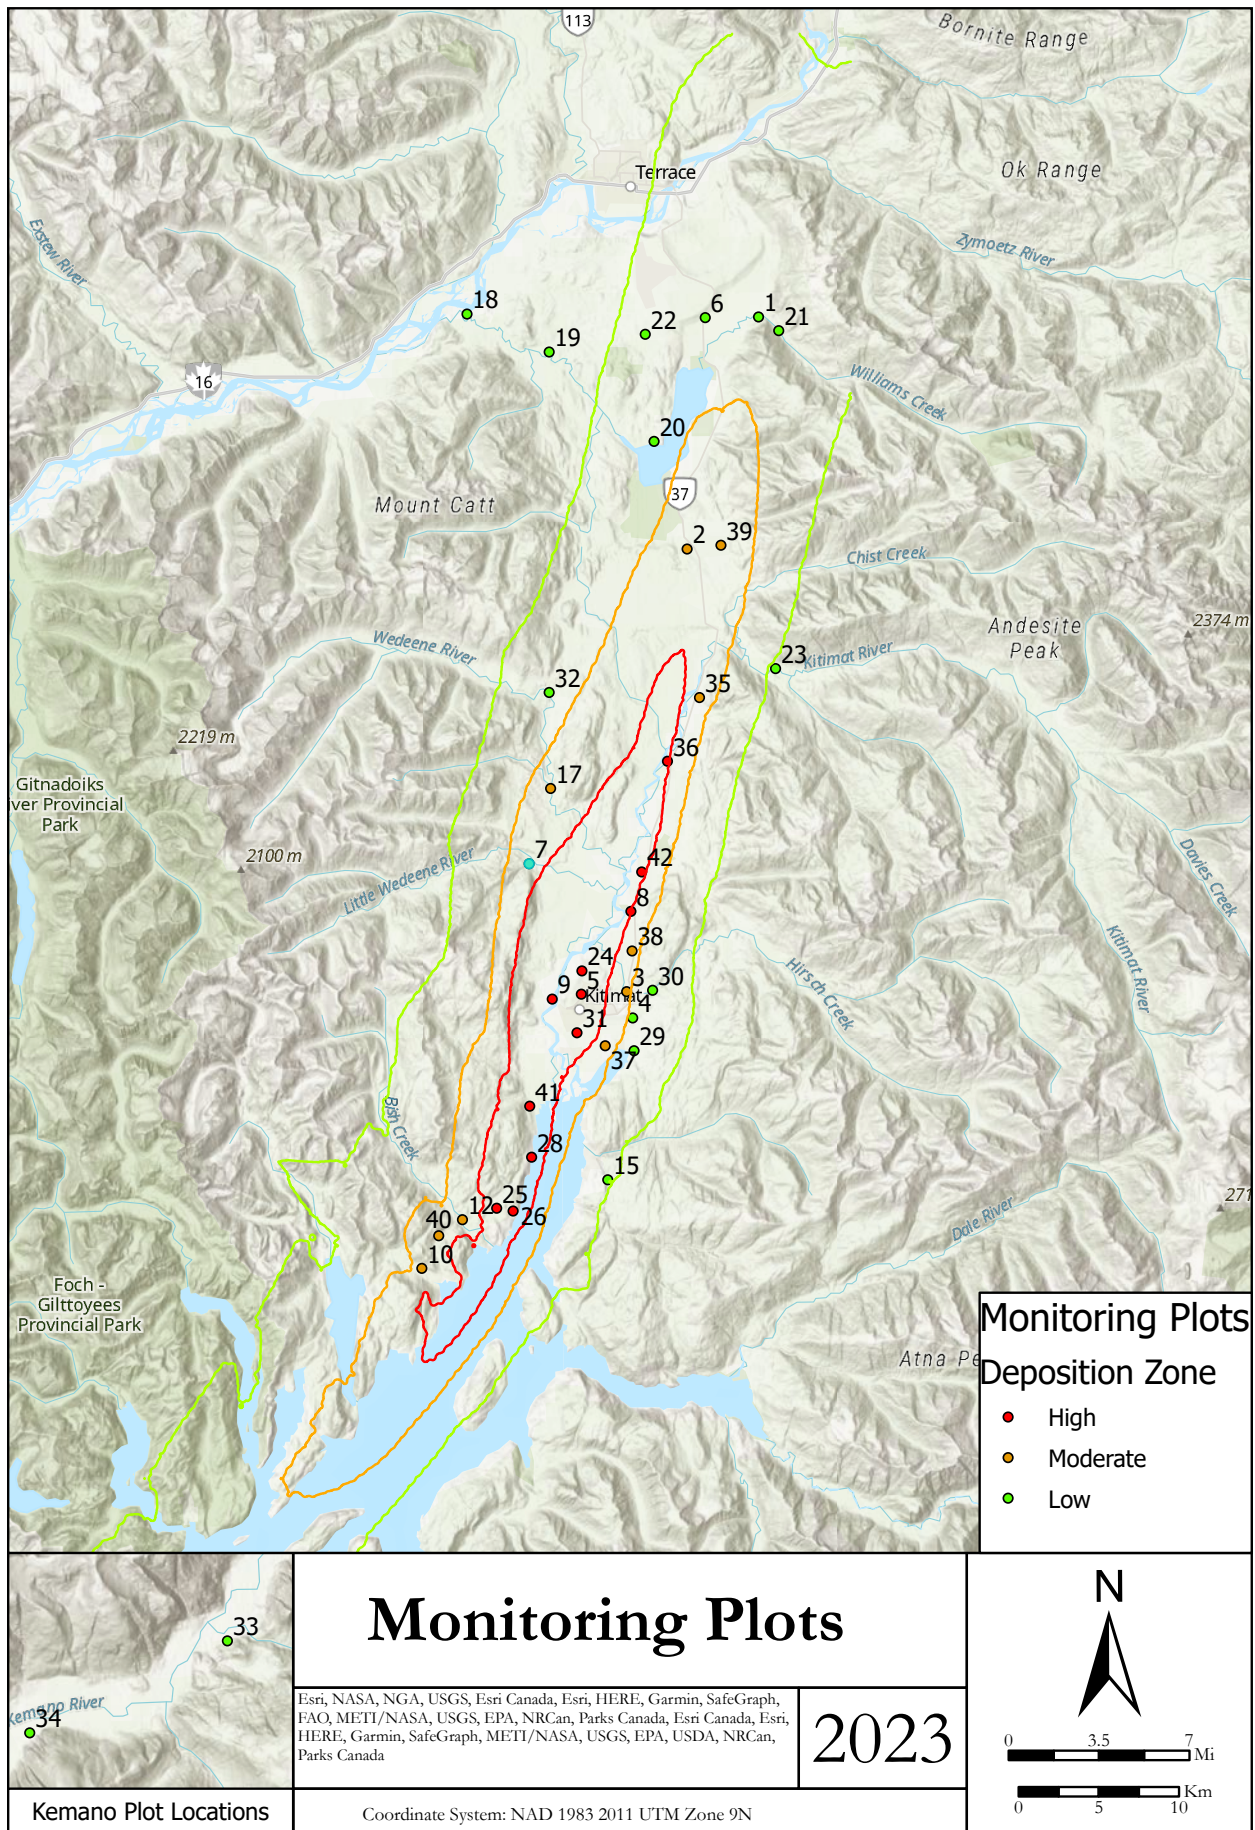 113
Bornite Range
Terrace
Ok Range
Exstew River
Zymoetz River
18
6
1
21
22
19
16
Williams Creek
20
37
Mount Catt
2
39
Chist Creek
Andesite
Peak
2374 m
Wedeene River
23
Kitimat River
32
35
2219 m
36
17
Gitnadoiks
ver Provincial
Park
7
2100 m
42
Little Wedeene River
8
Davies Creek
38
Kitimat River
24
Hirsch Creek
9
5
3
30
Kitimat
4
31
29
37
41
Bish Creek
28
15
271
25
12
26
40
Dale River
10
Foch -
Gilttoyees
Provincial Park
Atna Pe
Monitoring Plots
Deposition Zone
High
Moderate
Low
33
Kemano River
34
Kemano Plot Locations
Monitoring Plots
Esri, NASA, NGA, USGS, Esri Canada, Esri, HERE, Garmin, SafeGraph,
FAO, METI/NASA, USGS, EPA, NRCan, Parks Canada, Esri Canada, Esri,
HERE, Garmin, SafeGraph, METI/NASA, USGS, EPA, USDA, NRCan,
Parks Canada
2023
Coordinate System: NAD 1983 2011 UTM Zone 9N
N
0 3.5 7
Mi
Km
0 5 10